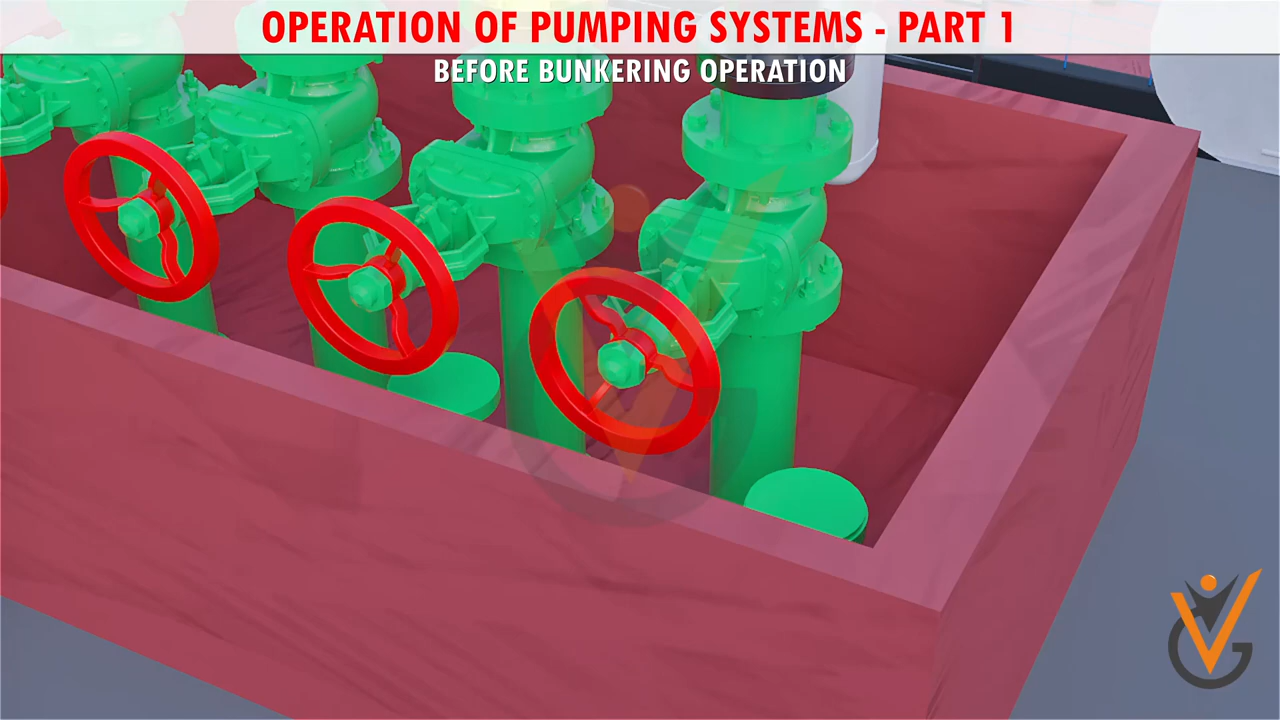 OPERATION OF PUMPING SYSTEMS - PART 1
BEFORE BUNKERING OPERATION